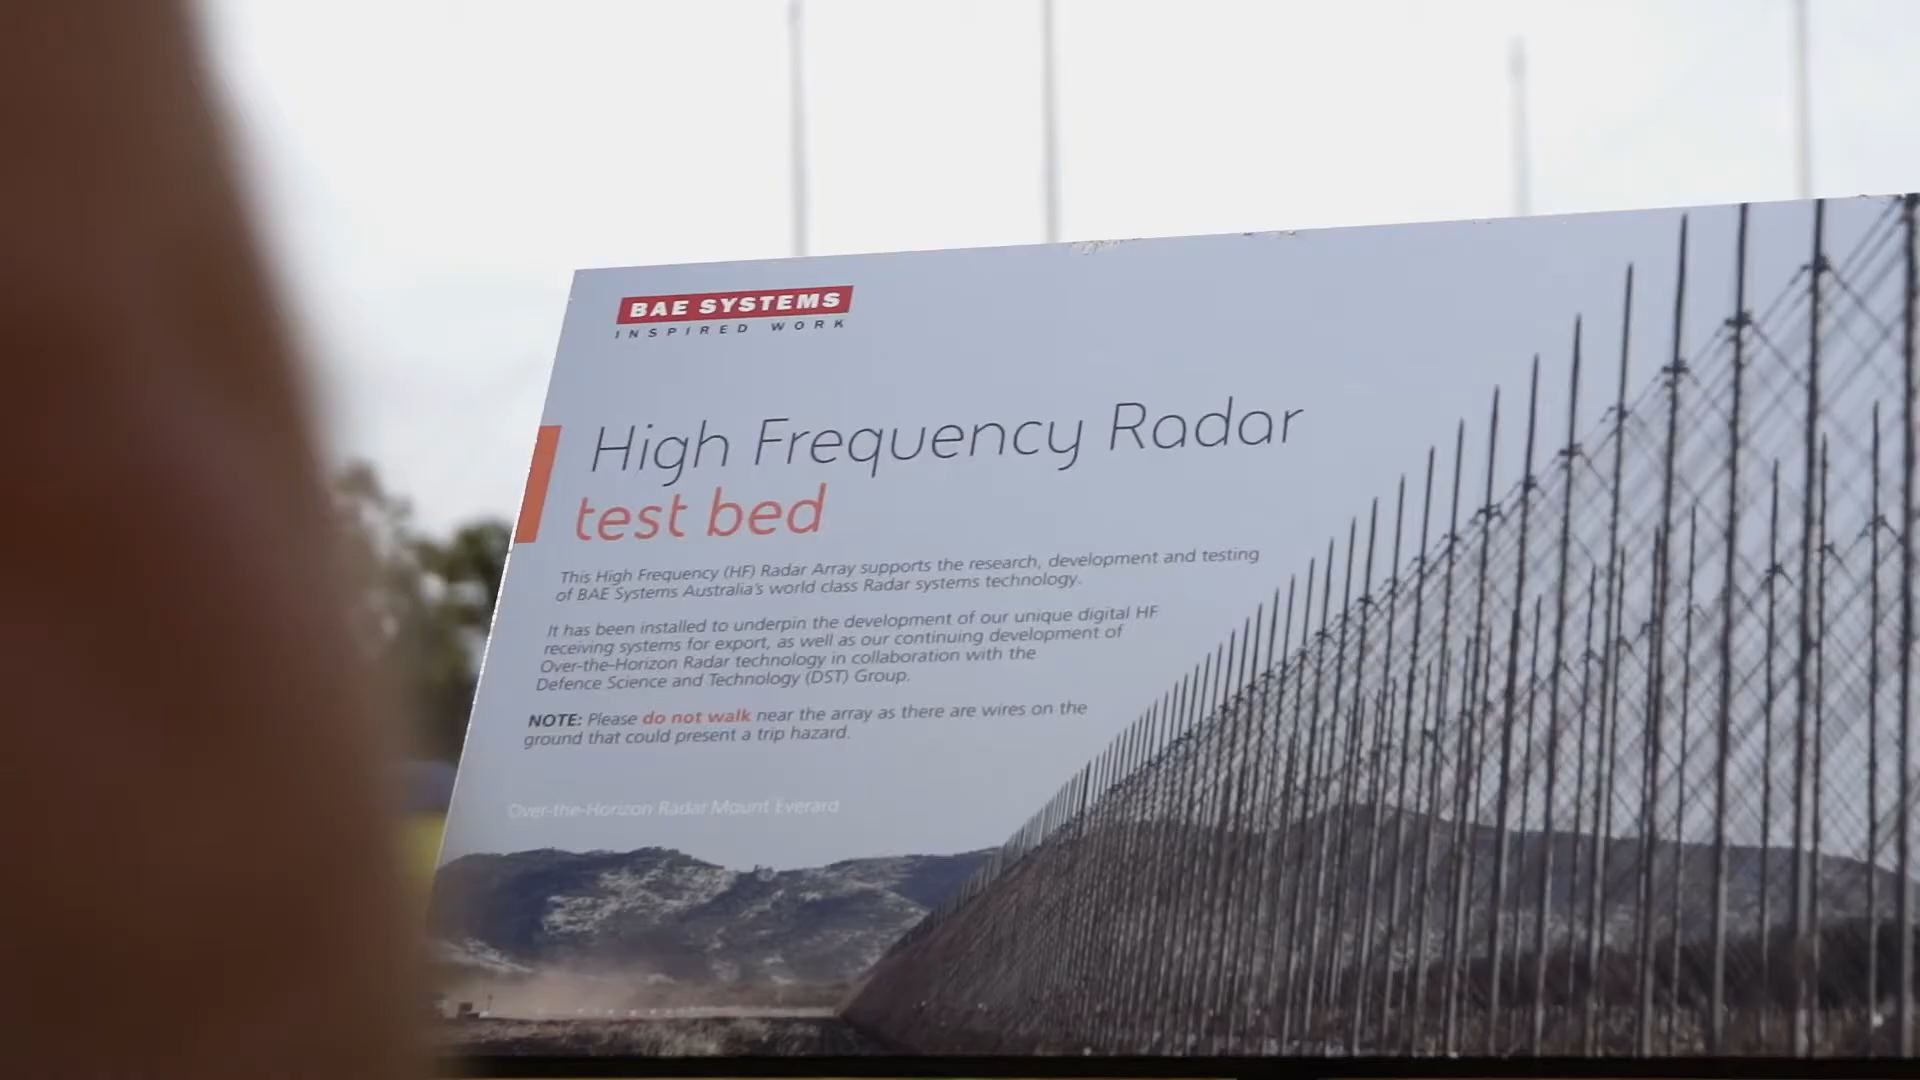 BAE SYSTEMS
INSPIRED WORK
High Frequency Radar
test bed
This High Frequency (HF) Radar Array supports the research, development and testing
of BAE Systems Australia's world class Radar systems technology.
It has been installed to underpin the development of our unique digital HF
receiving systems for export, as well as our continuing development of
Over-the-Horizon Radar technology in collaboration with the
Defence Science and Technology (DST) Group.
NOTE: Please do not walk near the array as there are wires on the
ground that could present a trip hazard.
Over-the-Horizon Radar Mount Everard